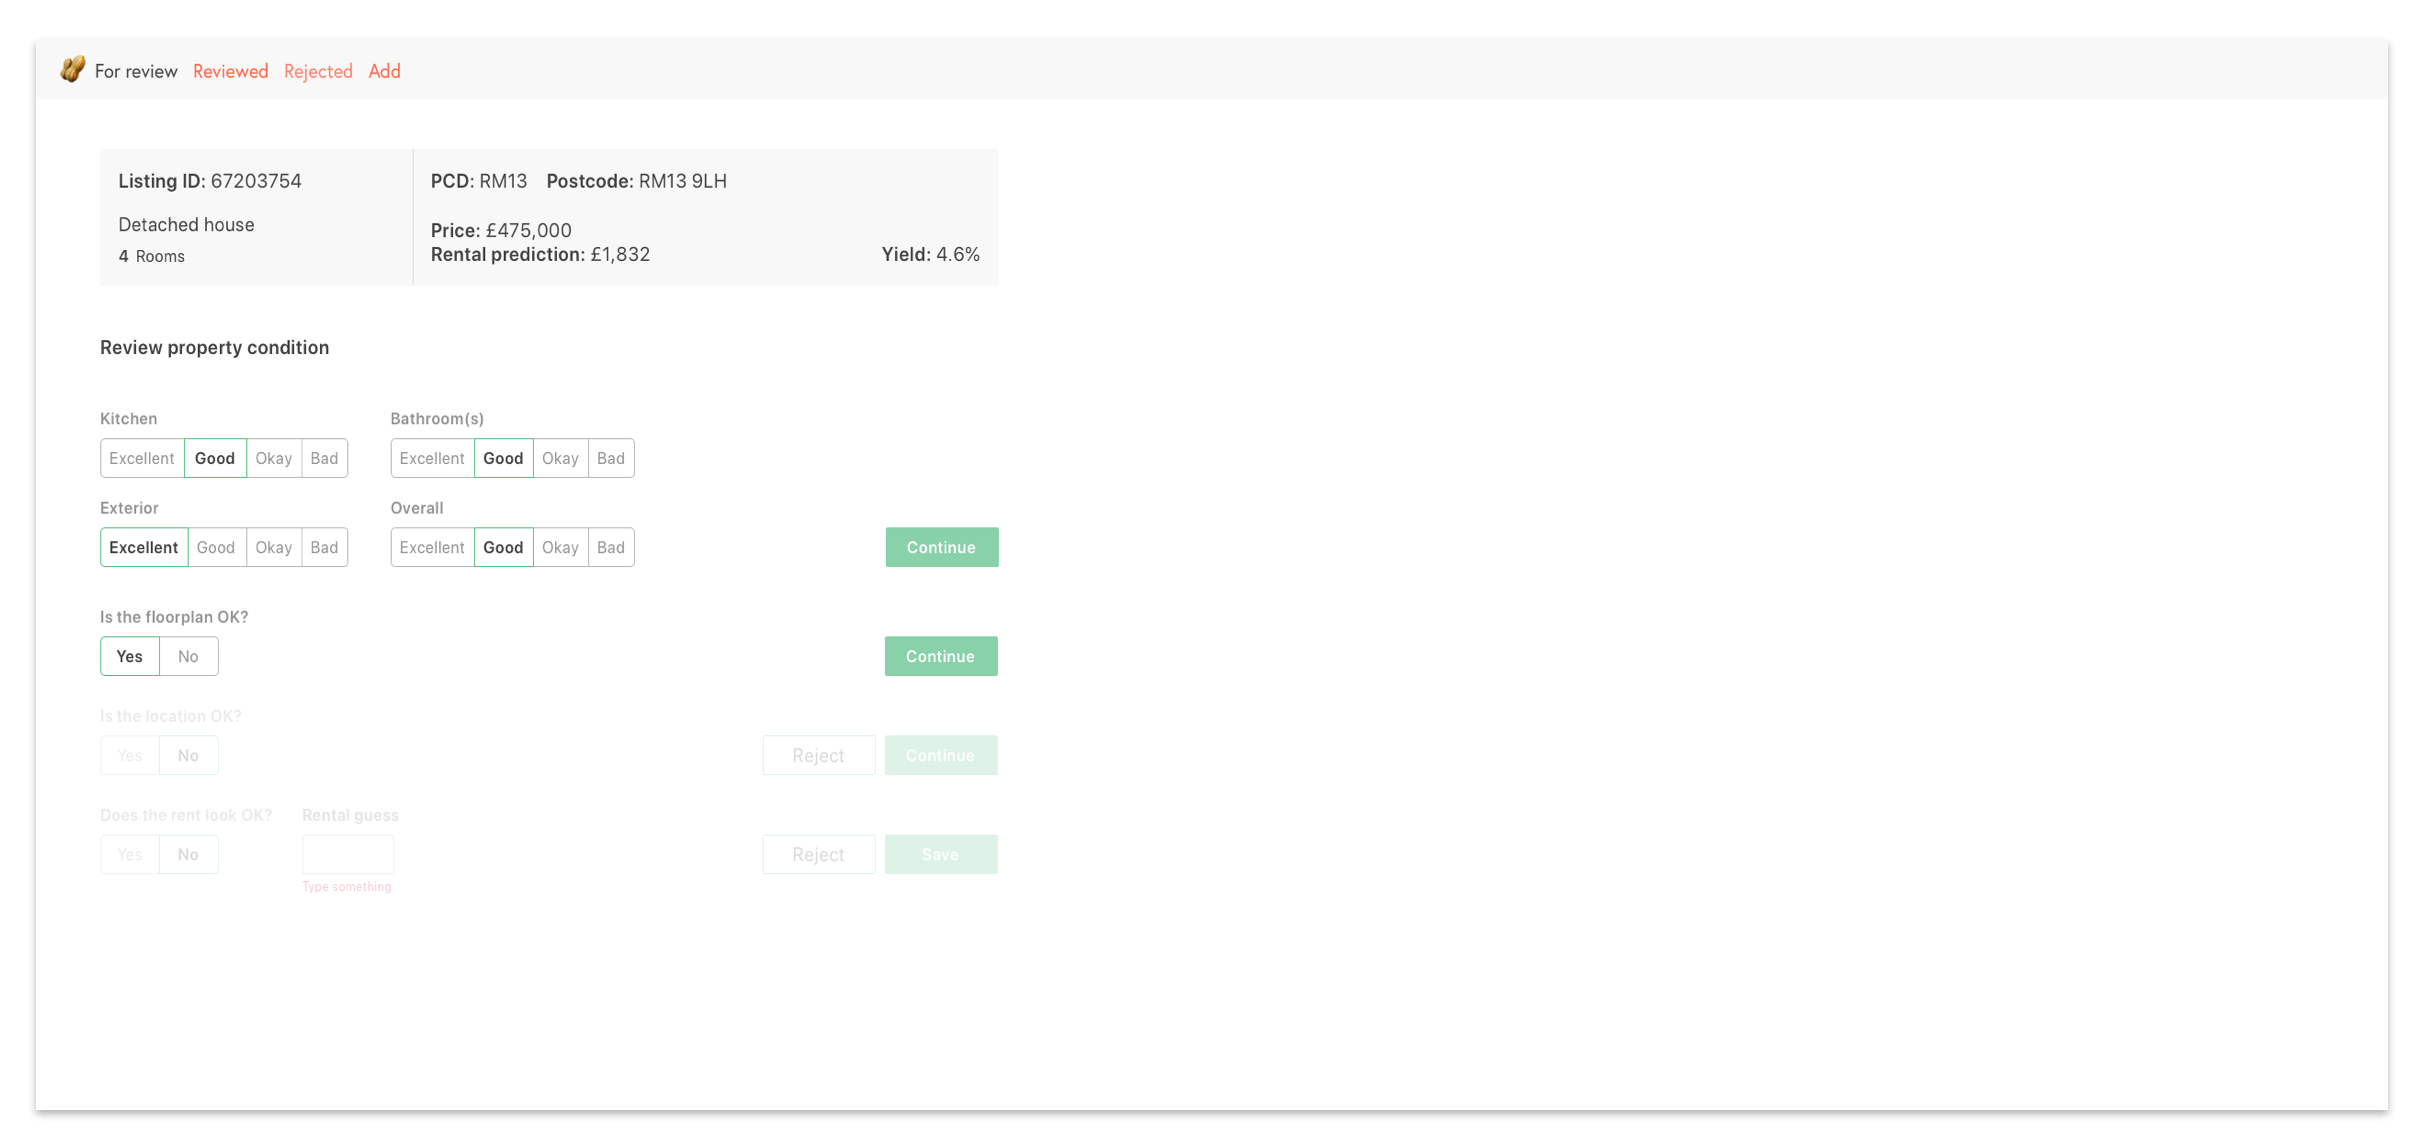 For review Reviewed Rejected Add
Listing ID: 67203754
Detached house
4 Rooms
PCD: RM13 Postcode: RM13 9LH
Price: £475,000
Rental prediction: £1,832
Yield: 4.6%
Review property condition
Kitchen
Excellent Good Okay Bad
Bathroom(s)
Excellent Good Okay Bad
Exterior
Excellent Good Okay Bad
Overall
Excellent Good Okay Bad
Continue
Is the floorplan OK?
Yes No
Continue
Is the location OK?
Yes No
Reject Continue
Does the rent look OK?
Yes No
Rental guess
Type something
Reject Save